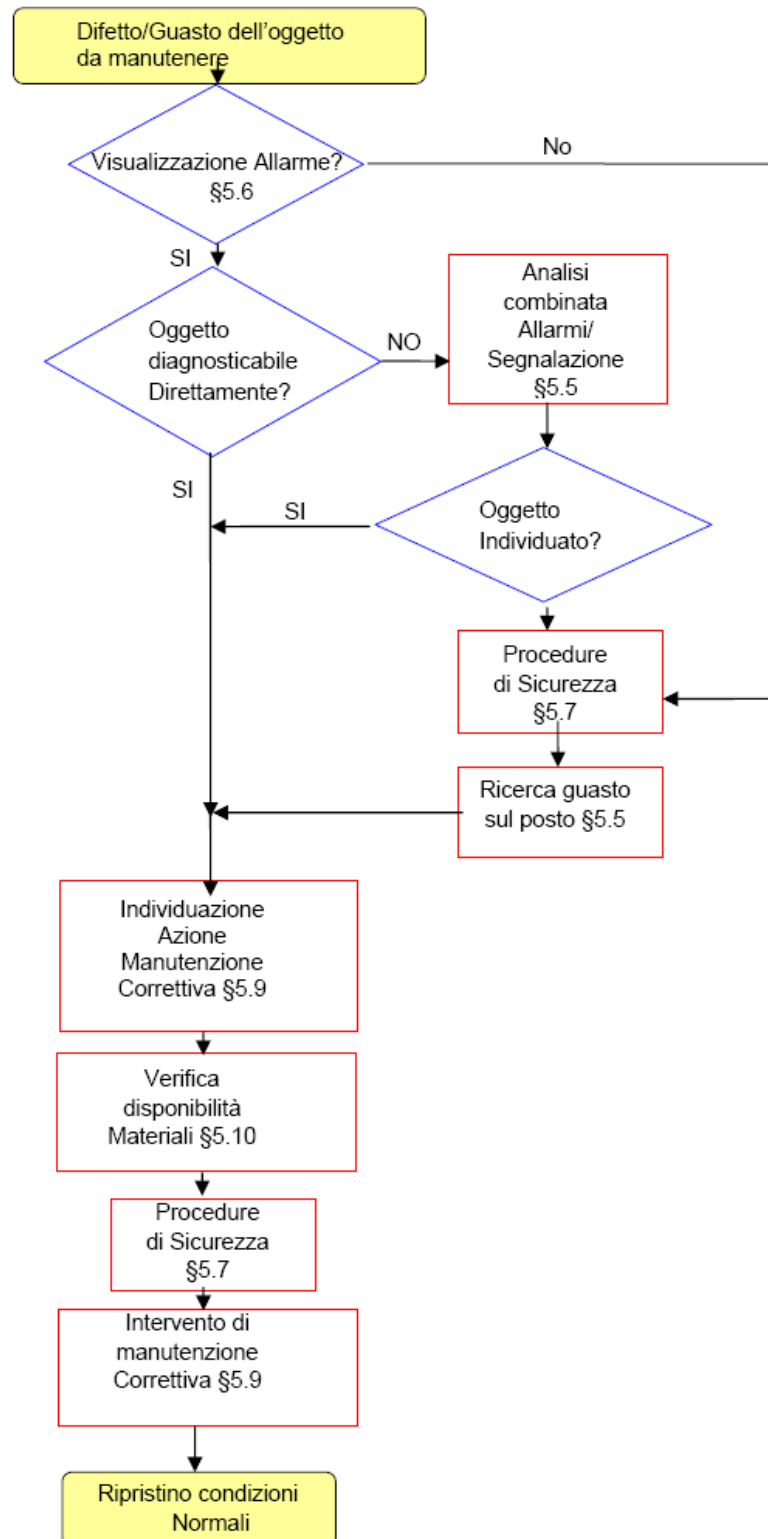 Difetto/Guasto dell'oggetto
da manutenere
Visualizzazione Allarme?
§5.6
No
SI
Oggetto
diagnosticabile
Direttamente?
NO
Analisi
combinata
Allarmi/
Segnalazione
§5.5
SI
SI
Oggetto
Individuato?
Procedure
di Sicurezza
§5.7
Ricerca guasto
sul posto §5.5
Individuazione
Azione
Manutenzione
Correttiva §5.9
Verifica
disponibilità
Materiali §5.10
Procedure
di Sicurezza
§5.7
Intervento di
manutenzione
Correttiva §5.9
Ripristino condizioni
Normali